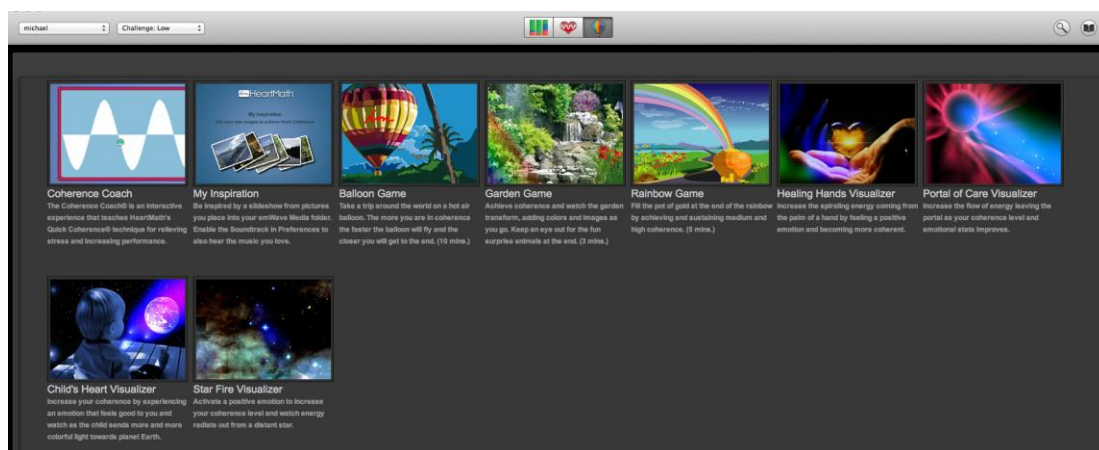 michael
Challenge: Low
HeartMath
My Inspiration
Use your own images to achieve Heart Coherence.
Coherence Coach
The Coherence Coach® is an interactive
experience that teaches HeartMath's
Quick Coherence® technique for relieving
stress and increasing performance.
My Inspiration
Be inspired by a slideshow from pictures
you place into your emWave Media folder.
Enable the Soundtrack in Preferences to
also hear the music you love.
Balloon Game
Take a trip around the world on a hot air
balloon. The more you are in coherence
the faster the balloon will fly and the
closer you will get to the end. (10 mins.)
Garden Game
Achieve coherence and watch the garden
transform, adding colors and images as
you go. Keep an eye out for the fun
surprise animals at the end. (3 mins.)
Rainbow Game
Fill the pot of gold at the end of the rainbow
by achieving and sustaining medium and
high coherence. (5 mins.)
Healing Hands Visualizer
Increase the spiraling energy coming from
the palm of a hand by feeling a positive
emotion and becoming more coherent.
Portal of Care Visualizer
Increase the flow of energy leaving the
portal as your coherence level and
emotional state improves.
Child's Heart Visualizer
Increase your coherence by experiencing
an emotion that feels good to you and
watch as the child sends more and more
colorful light towards planet Earth.
Star Fire Visualizer
Activate a positive emotion to increase
your coherence level and watch energy
radiate out from a distant star.